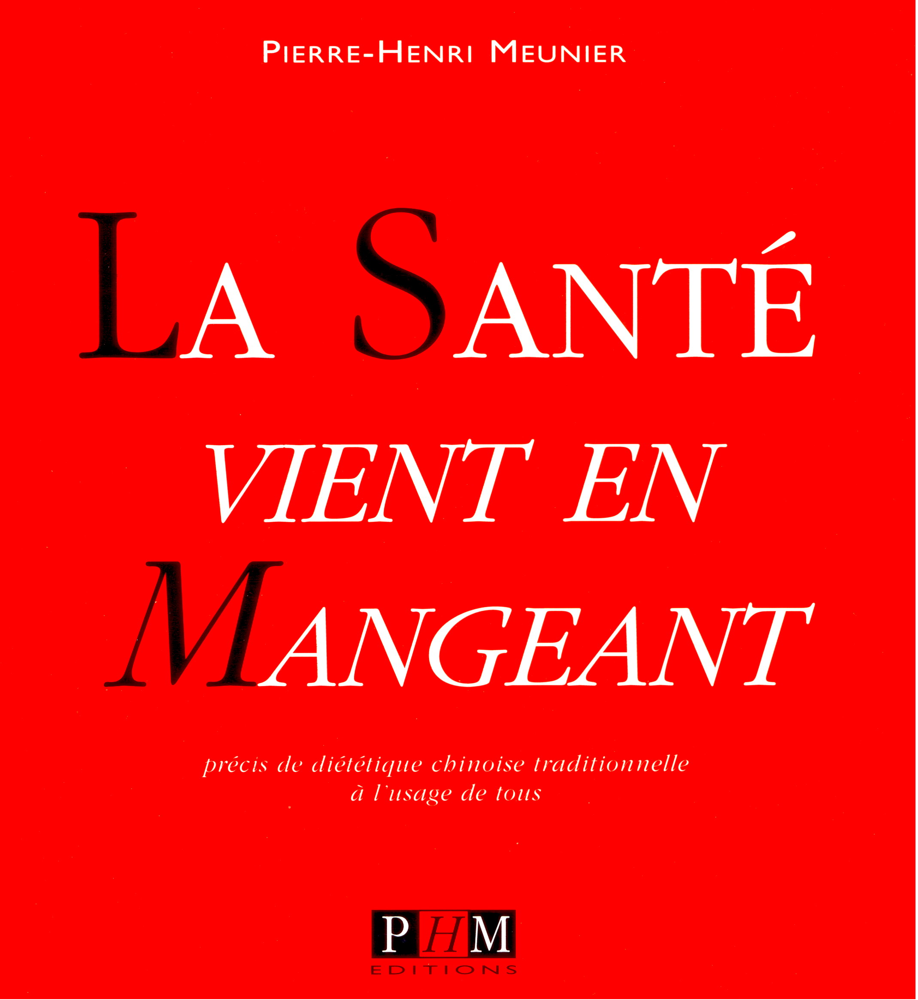 PIERRE-HENRI MEUNIER
LA SANTÉ
VIENT EN
MANGEANT
précis de diététique chinoise traditionnelle
à l'usage de tous
PHM
EDITIONS